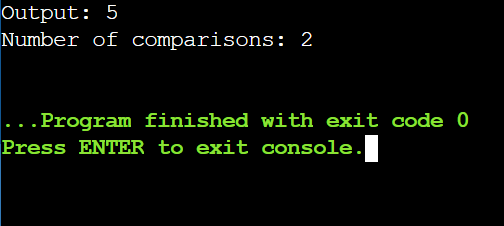 Output: 5
Number of comparisons: 2
...Program finished with exit code 0
Press ENTER to exit console.